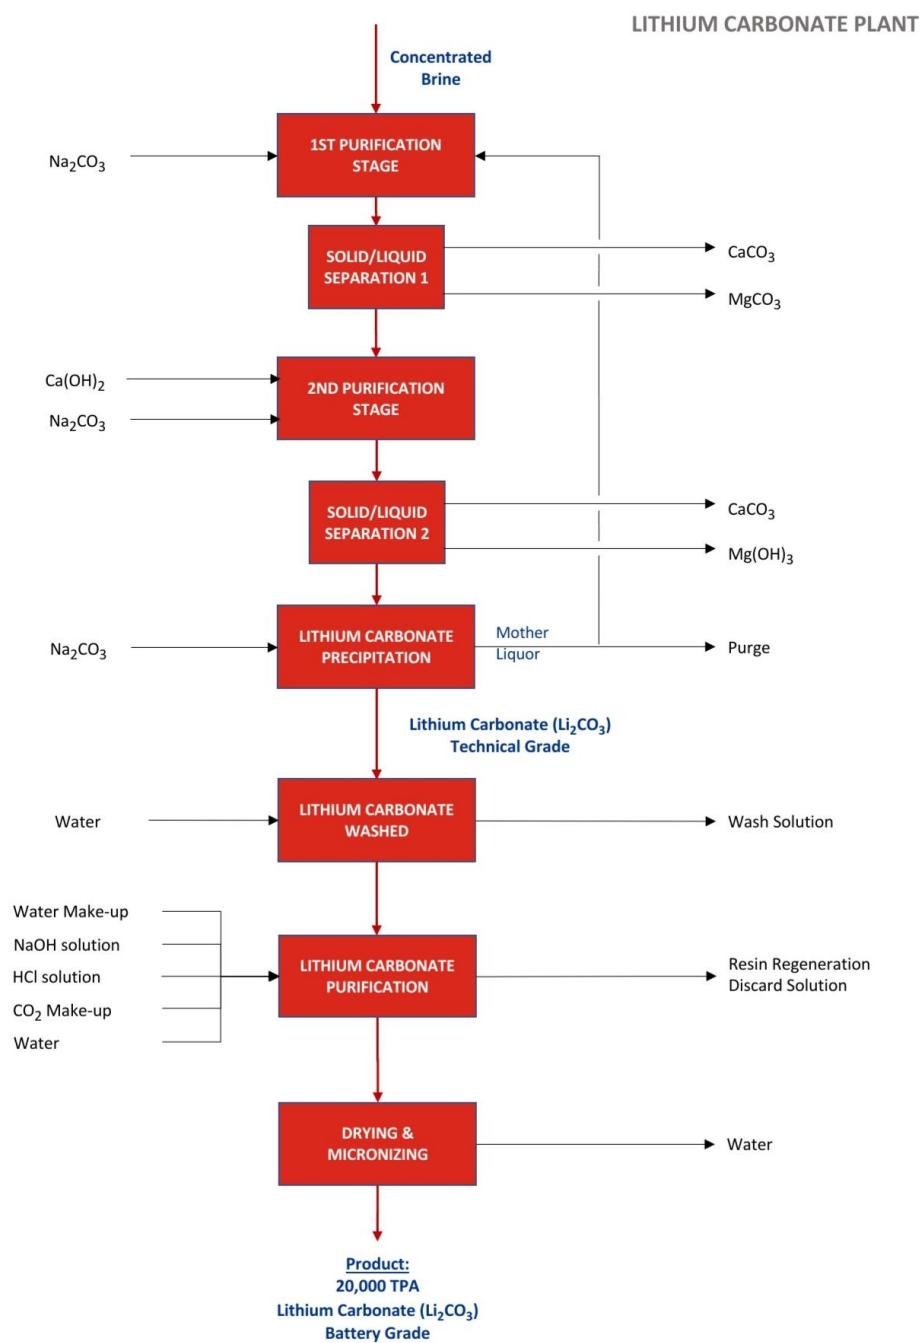 LITHIUM CARBONATE PLANT
Concentrated
Brine
1ST PURIFICATION
STAGE
Na₂CO₃
SOLID/LIQUID
SEPARATION 1
CaCO₃
MgCO₃
Ca(OH)₂
2ND PURIFICATION
STAGE
Na₂CO₃
SOLID/LIQUID
SEPARATION 2
CaCO₃
Mg(OH)₃
Na₂CO₃
LITHIUM CARBONATE
PRECIPITATION
Mother
Liquor
Purge
Lithium Carbonate (Li₂CO₃)
Technical Grade
Water
LITHIUM CARBONATE
WASHED
Wash Solution
Water Make-up
NaOH solution
HCl solution
CO₂ Make-up
Water
LITHIUM CARBONATE
PURIFICATION
Resin Regeneration
Discard Solution
DRYING &
MICRONIZING
Water
Product:
20,000 TPA
Lithium Carbonate (Li₂CO₃)
Battery Grade